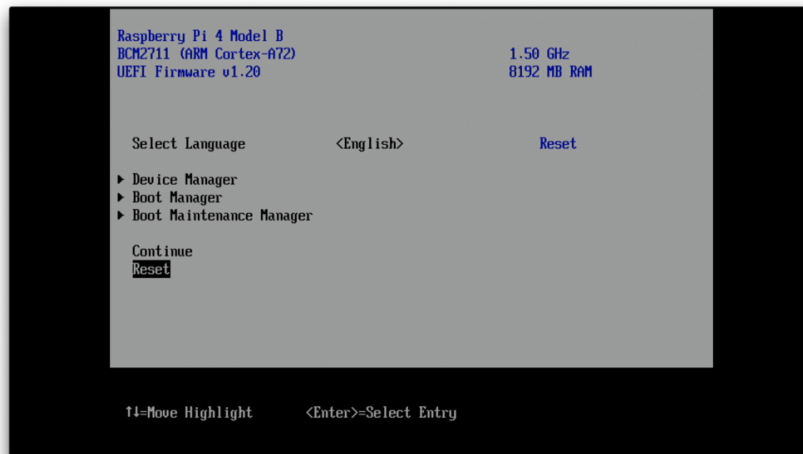 Raspberry Pi 4 Model B
BCM2711 (ARM Cortex-A72) 1.50 GHz
UEFI Firmware v1.20 8192 MB RAM
Select Language <English> Reset
▶ Device Manager
▶ Boot Manager
▶ Boot Maintenance Manager
Continue
Reset
↑↓=Move Highlight <Enter>=Select Entry